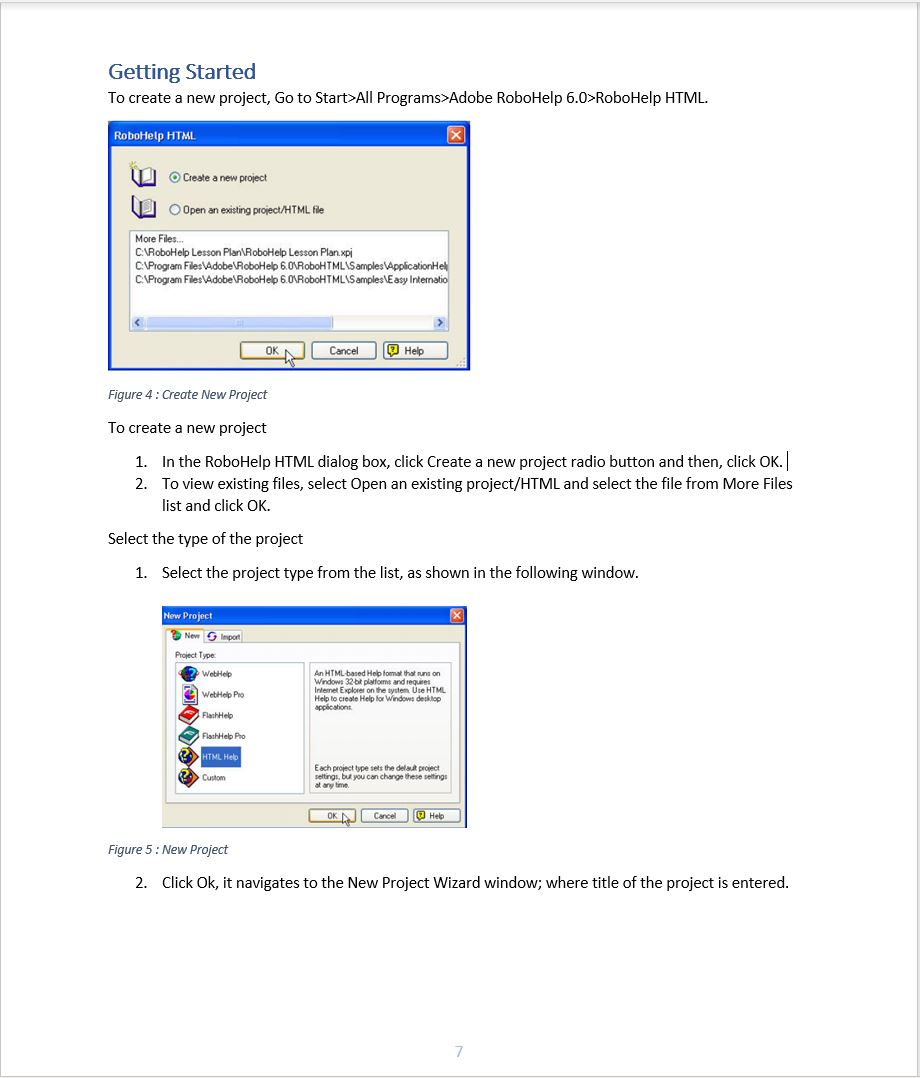 Getting Started
To create a new project, Go to Start>All Programs>Adobe RoboHelp 6.0>RoboHelp HTML.
RoboHelp HTML
Create a new project
Open an existing project/HTML file
More Files...
C:\RoboHelp Lesson Plan\RoboHelp Lesson Plan.xpj
C:\Program Files\Adobe\RoboHelp 6.0\RoboHTML\Samples\ApplicationHel
C:\Program Files\Adobe\RoboHelp 6.0\RoboHTML\Samples\Easy Internatio
OK Cancel Help
Figure 4 : Create New Project
To create a new project
1. In the RoboHelp HTML dialog box, click Create a new project radio button and then, click OK.
2. To view existing files, select Open an existing project/HTML and select the file from More Files
list and click OK.
Select the type of the project
1. Select the project type from the list, as shown in the following window.
New Project
New Import
Project Type:
WebHelp
WebHelp Pro
FlashHelp
FlashHelp Pro
HTML Help
Custom
An HTML-based Help format that runs on
Windows 32-bit platforms and requires
Internet Explorer on the system. Use HTML
Help to create Help for Windows desktop
applications.
Each project type sets the default project
settings, but you can change these settings
at any time.
OK Cancel Help
Figure 5 : New Project
2. Click Ok, it navigates to the New Project Wizard window; where title of the project is entered.
7